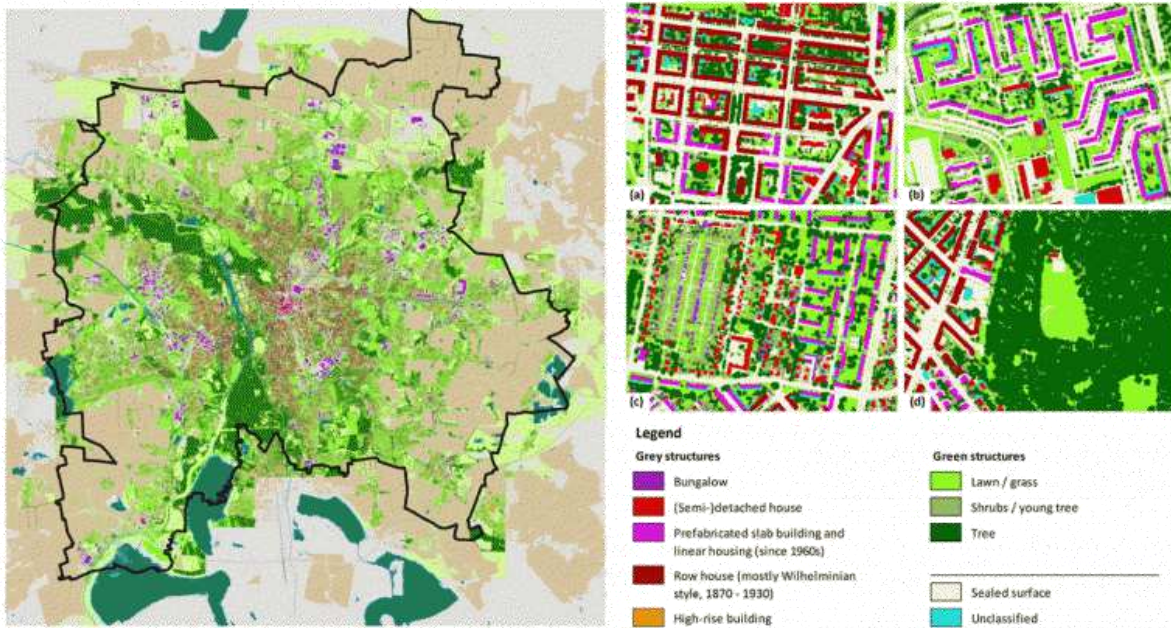 (a)
(b)
(c)
(d)
Legend
Grey structures
Bungalow
(Semi-)detached house
Prefabricated slab building and
linear housing (since 1960s)
Row house (mostly Wilhelminian
style, 1870 - 1930)
High-rise building
Green structures
Lawn / grass
Shrubs / young tree
Tree
Sealed surface
Unclassified